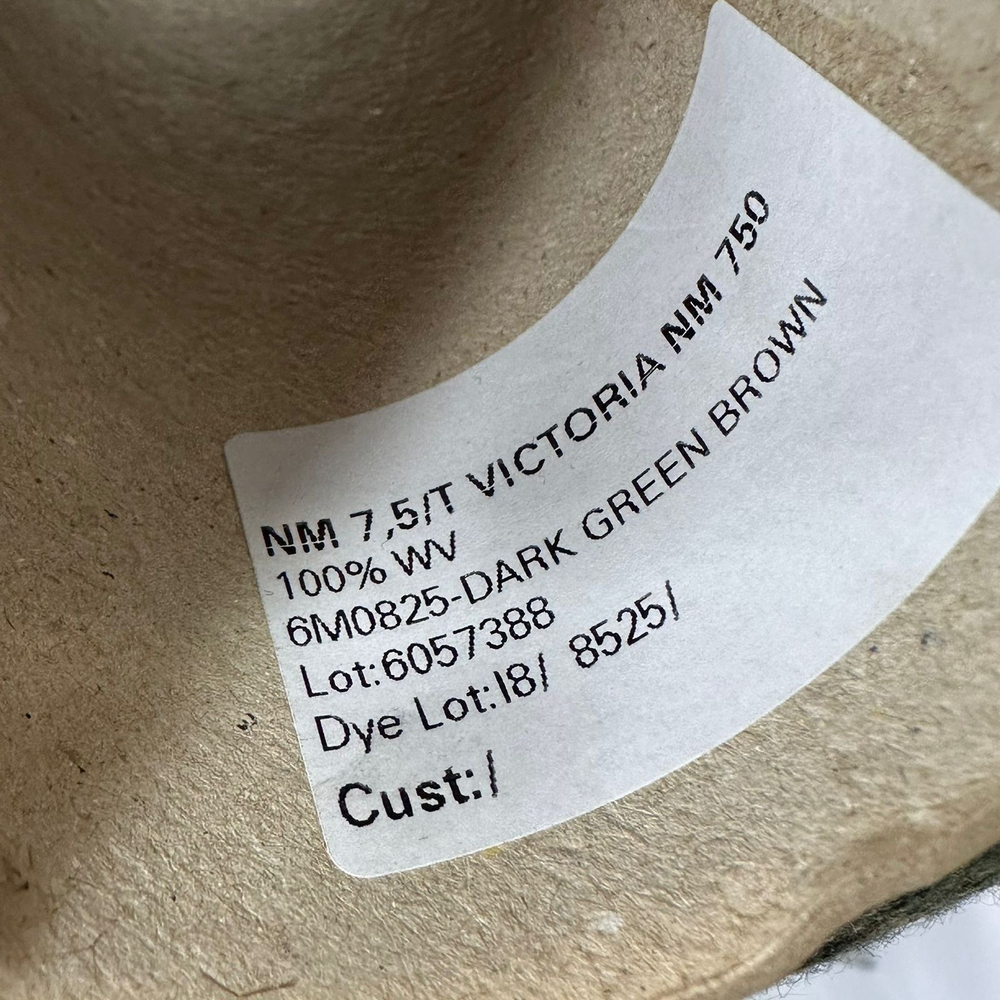 NM 7,5/T VICTORIA NM 750
100% WV
6M0825-DARK GREEN BROWN
Lot:6057388
Dye Lot:I8/ 8525/
Cust:/